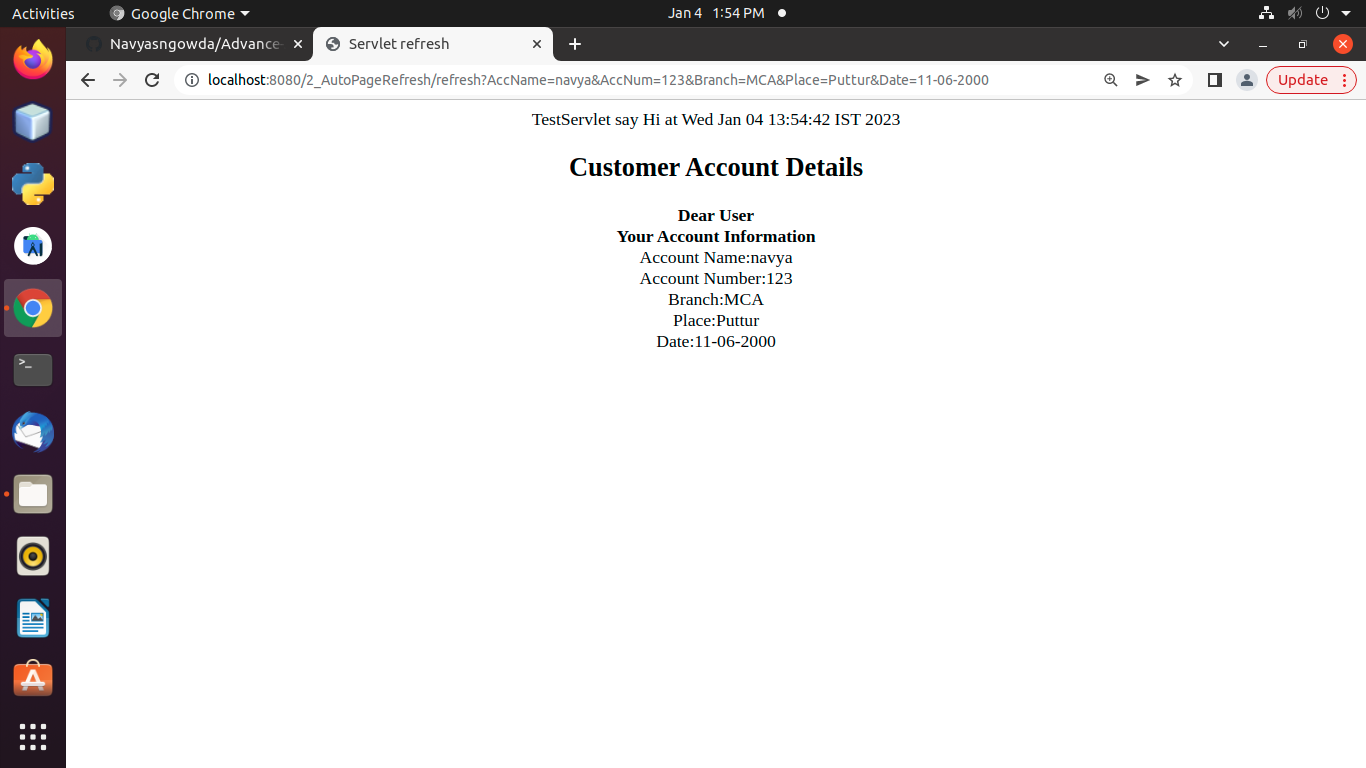 Activities
Google Chrome
Jan 4 1:54 PM
Navyasngowda/Advance-
Servlet refresh
localhost:8080/2_AutoPageRefresh/refresh?AccName=navya&AccNum=123&Branch=MCA&Place=Puttur&Date=11-06-2000
Update
TestServlet say Hi at Wed Jan 04 13:54:42 IST 2023
Customer Account Details
Dear User
Your Account Information
Account Name:navya
Account Number:123
Branch:MCA
Place:Puttur
Date:11-06-2000